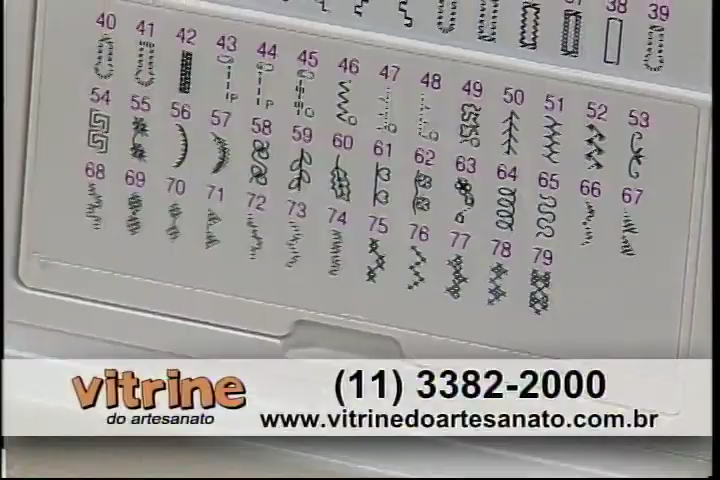 38 39
40 41 42 43 44 45 46 47 48 49 50 51 52 53
54 55 56 57 58 59 60 61 62 63 64 65 66 67
68 69 70 71 72 73 74 75 76 77 78 79
vitrine
do artesanato
(11) 3382-2000
www.vitrinedoartesanato.com.br